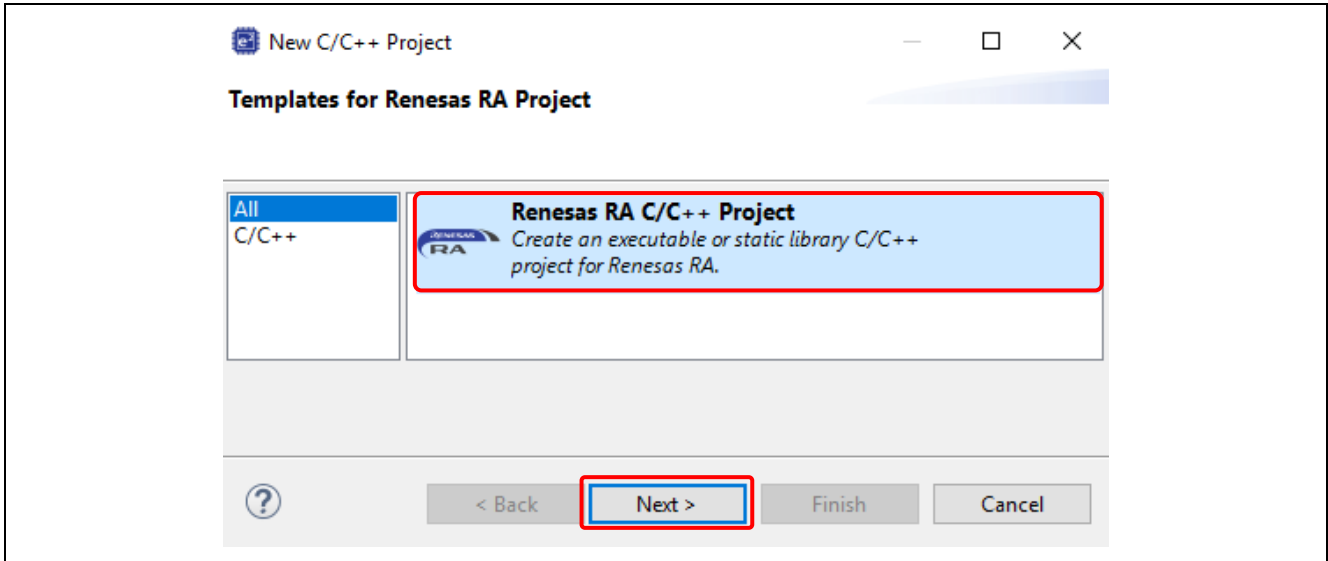 New C/C++ Project
Templates for Renesas RA Project
All
C/C++
RENESAS
RA
Renesas RA C/C++ Project
Create an executable or static library C/C++
project for Renesas RA.
?
< Back
Next >
Finish
Cancel